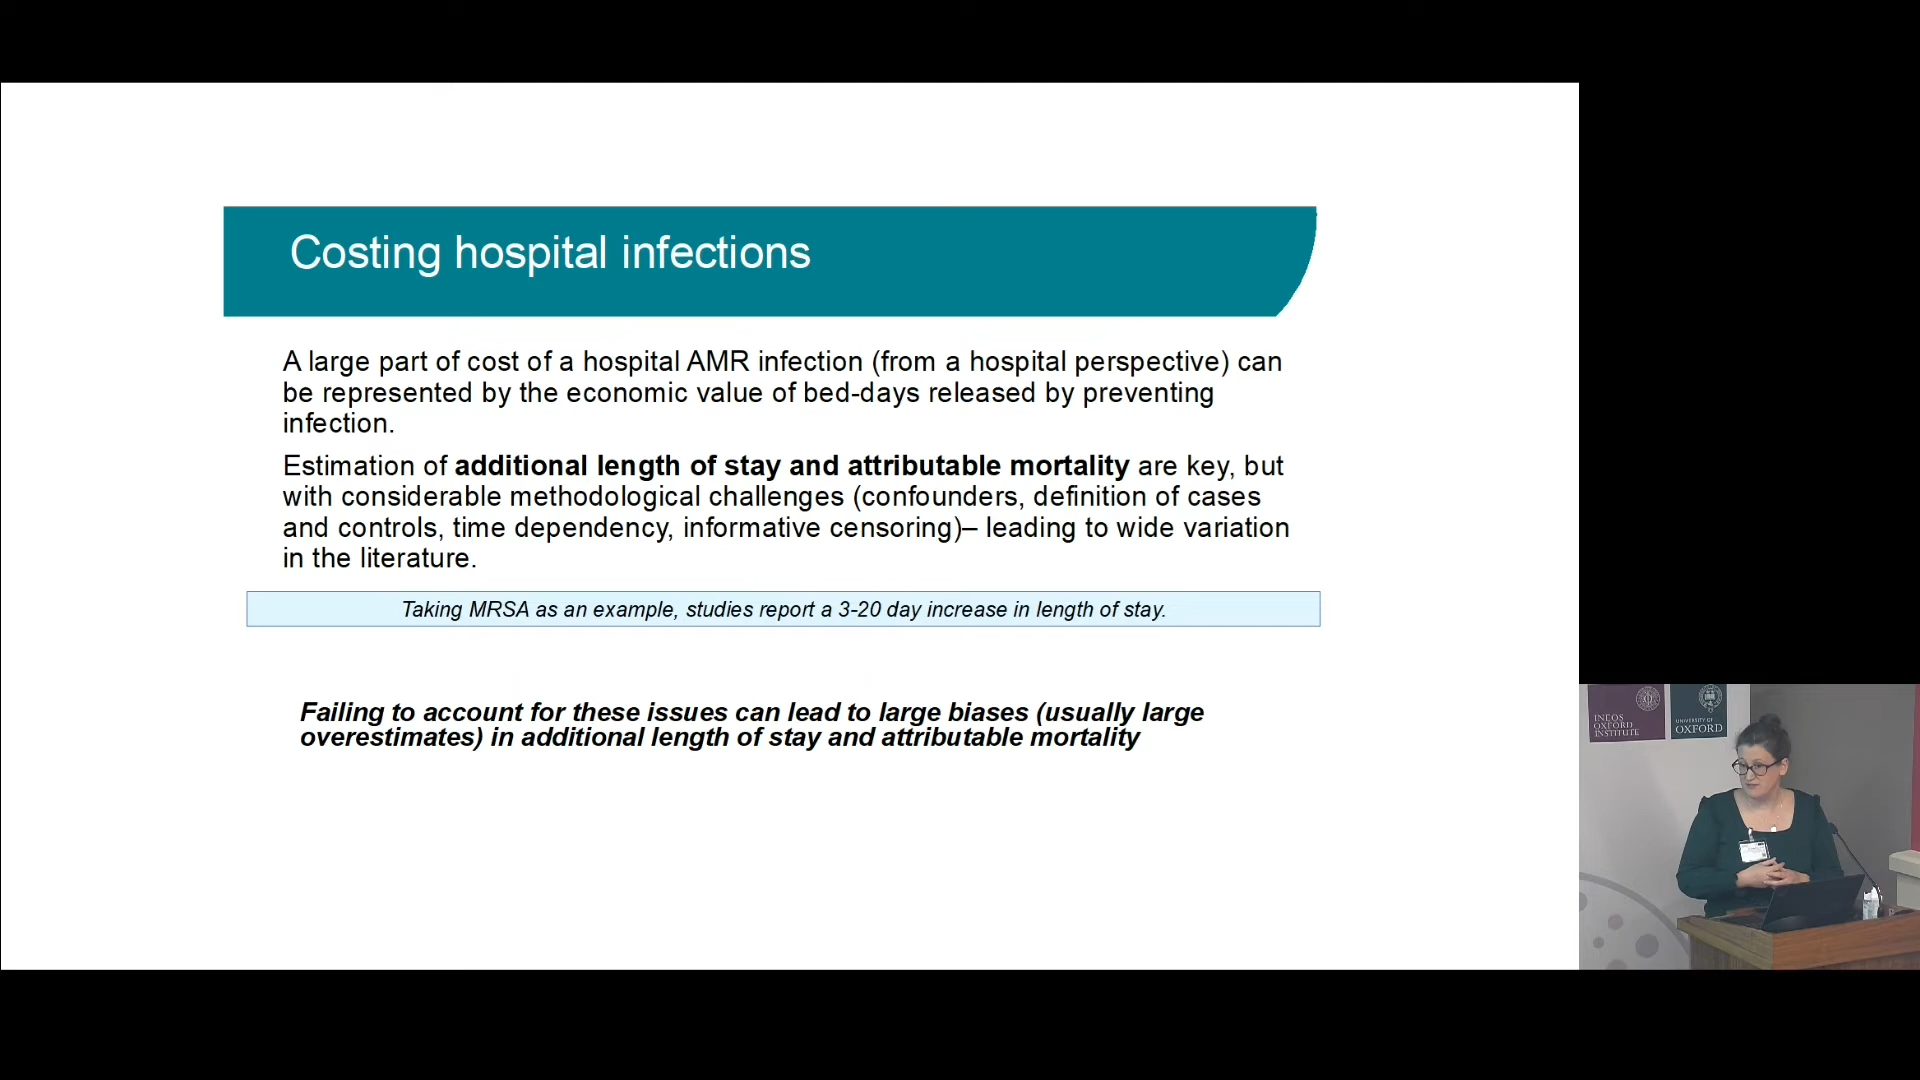 Costing hospital infections
A large part of cost of a hospital AMR infection (from a hospital perspective) can
be represented by the economic value of bed-days released by preventing
infection.
Estimation of additional length of stay and attributable mortality are key, but
with considerable methodological challenges (confounders, definition of cases
and controls, time dependency, informative censoring)– leading to wide variation
in the literature.
Taking MRSA as an example, studies report a 3-20 day increase in length of stay.
Failing to account for these issues can lead to large biases (usually large
overestimates) in additional length of stay and attributable mortality
INEOS
OXFORD
INSTITUTE
UNIVERSITY OF
OXFORD